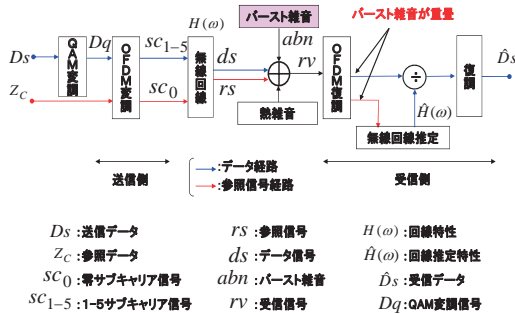 バースト雑音
バースト雑音が重畳
H(ω)
abn
Ds
QAM変調
Dq
OFDM変調
sc1−5
無線回線
ds
rv
OFDM復調
÷
復調
D̂s
ZC
sc0
rs
熱雑音
Ĥ(ω)
無線回線推定
送信側
:データ経路
:参照信号経路
受信側
Ds :送信データ
rs :参照信号
H(ω) :回線特性
ZC :参照データ
ds :データ信号
Ĥ(ω) :回線推定特性
sc0 :零サブキャリア信号
abn :バースト雑音
D̂s :受信データ
sc1−5 :1-5サブキャリア信号
rv :受信信号
Dq :QAM変調信号